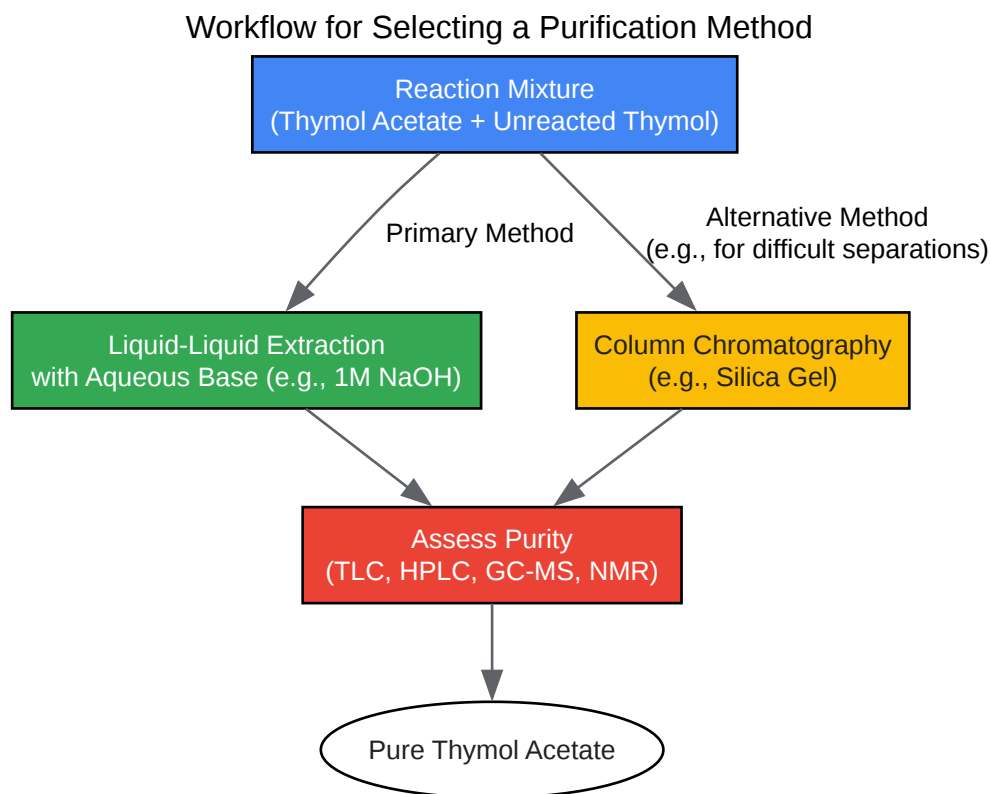 Workflow for Selecting a Purification Method
Reaction Mixture
(Thymol Acetate + Unreacted Thymol)
Primary Method
Alternative Method
(e.g., for difficult separations)
Liquid-Liquid Extraction
with Aqueous Base (e.g., 1M NaOH)
Column Chromatography
(e.g., Silica Gel)
Assess Purity
(TLC, HPLC, GC-MS, NMR)
Pure Thymol Acetate